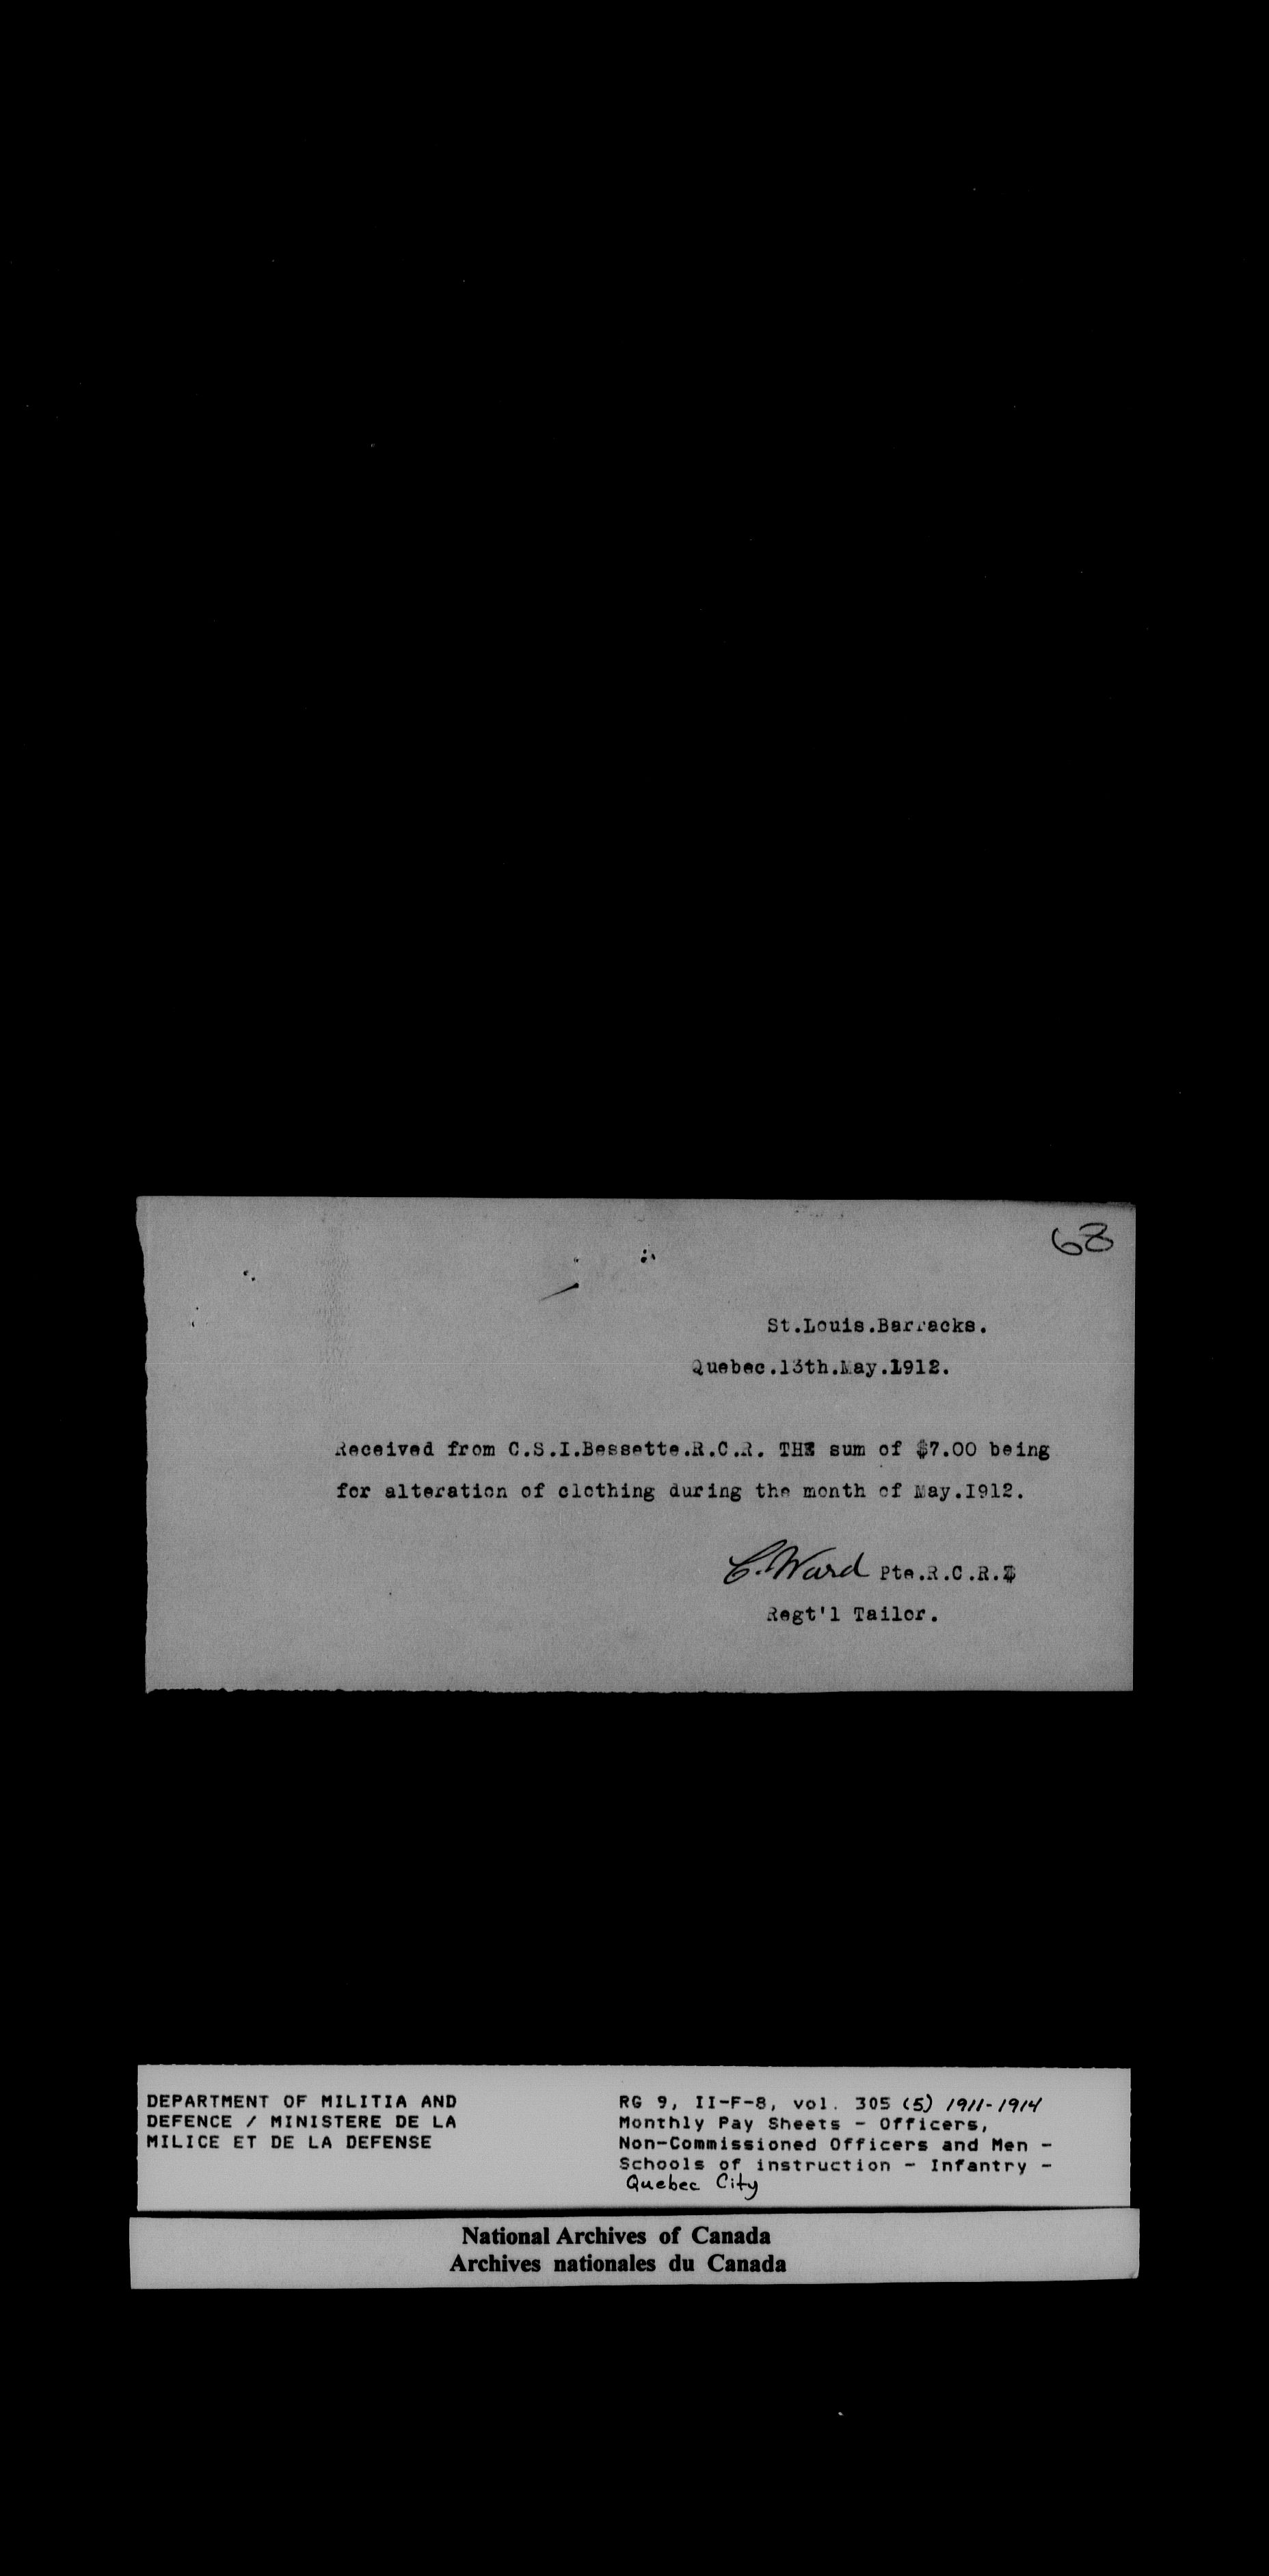 68
St.Louis.Barracks.
Quebec.13th.May.1912.
Received from C.S.I.Bessette.R.C.R. THE sum of $7.00 being
for alteration of clothing during the month of May.1912.
C. Ward Pte.R.C.R.
Regt'l Tailor.
DEPARTMENT OF MILITIA AND
DEFENCE / MINISTERE DE LA
MILICE ET DE LA DEFENSE
RG 9, II-F-8, vol. 305 (5) 1911-1914
Monthly Pay Sheets - Officers,
Non-Commissioned Officers and Men -
Schools of instruction - Infantry -
Quebec City
National Archives of Canada
Archives nationales du Canada